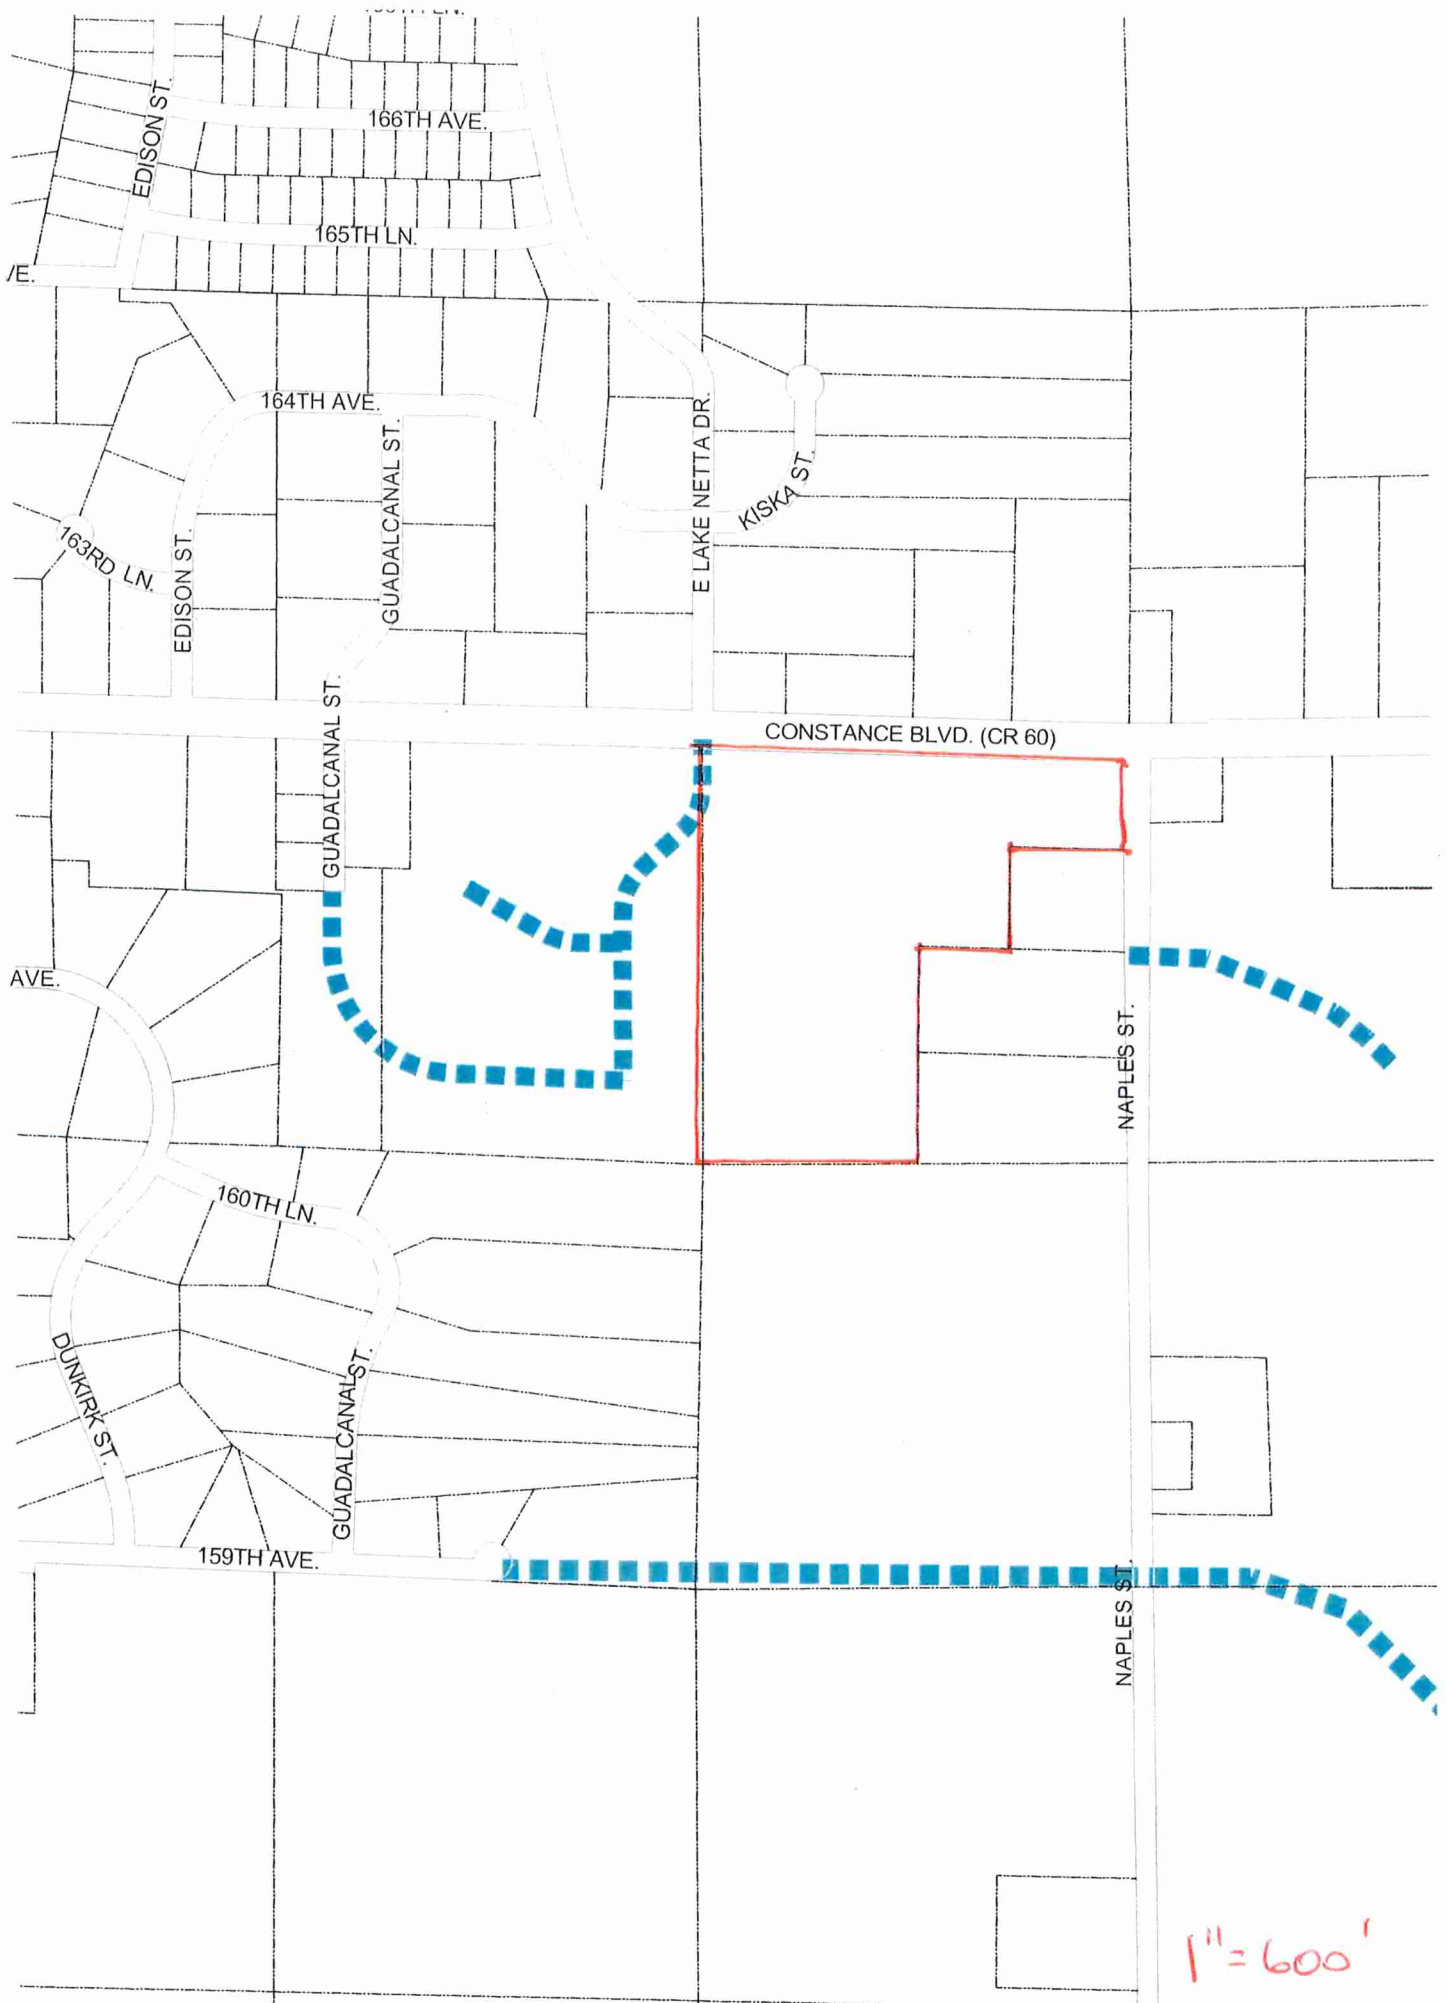 166TH AVE.
EDISON ST.
165TH LN.
VE.
164TH AVE.
GUADALCANAL ST.
E LAKE NETTA DR.
KISKA ST.
163RD LN.
EDISON ST.
GUADALCANAL ST.
CONSTANCE BLVD. (CR 60)
AVE.
NAPLES ST.
160TH LN.
DUNKIRK ST.
GUADALCANAL ST.
159TH AVE.
NAPLES ST.
1" = 600'